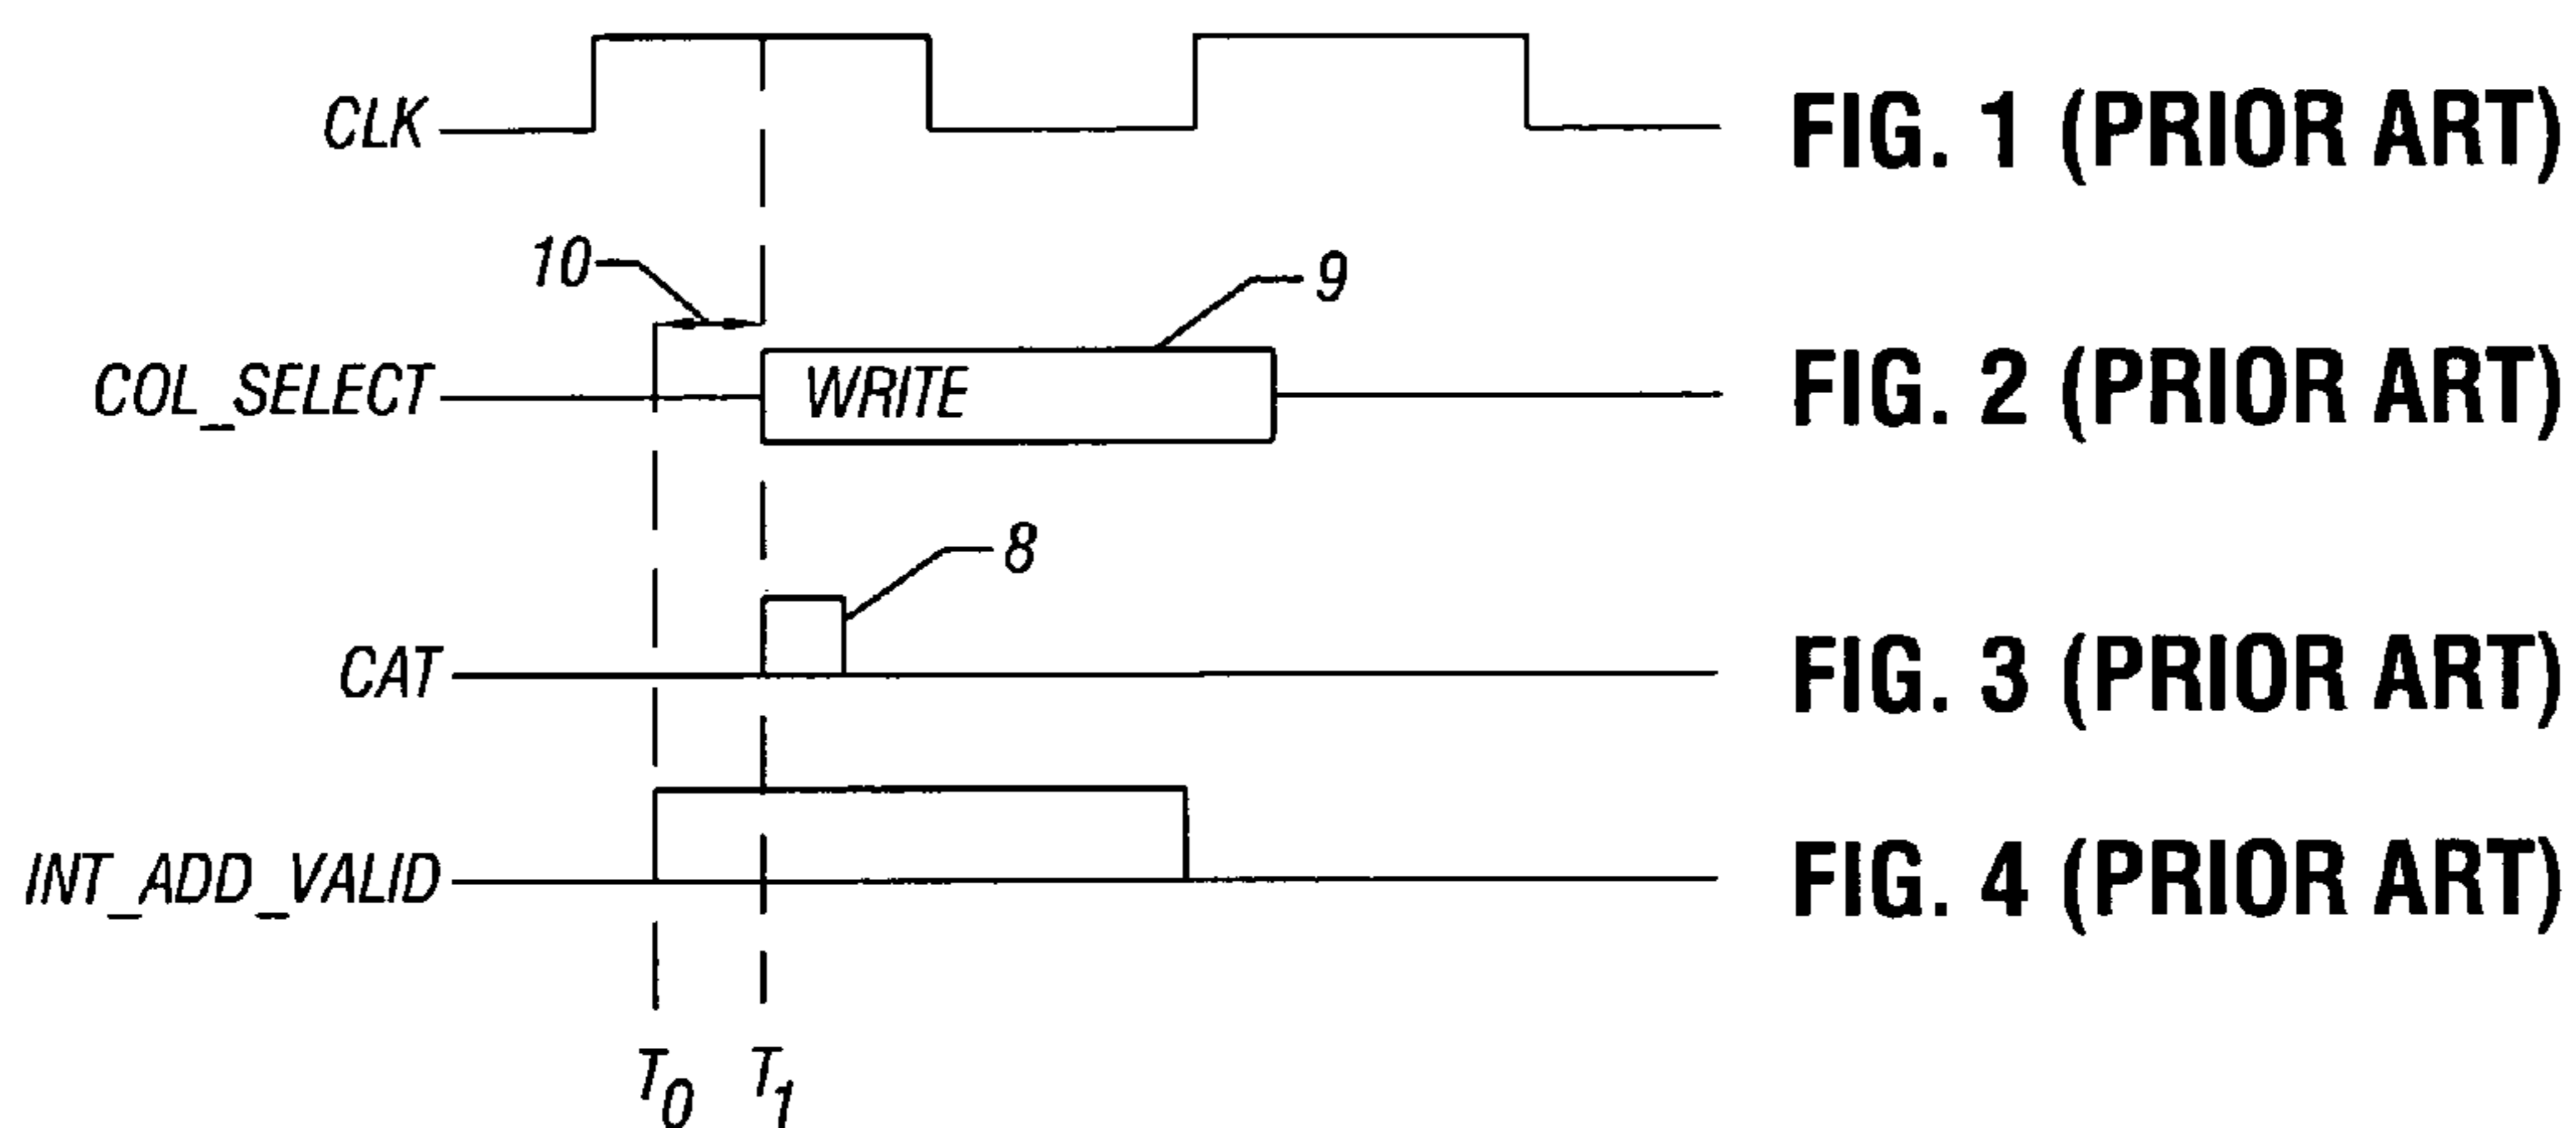 CLK FIG. 1 (PRIOR ART)
10 9
COL_SELECT WRITE FIG. 2 (PRIOR ART)
8
CAT FIG. 3 (PRIOR ART)
INT_ADD_VALID FIG. 4 (PRIOR ART)
T0 T1